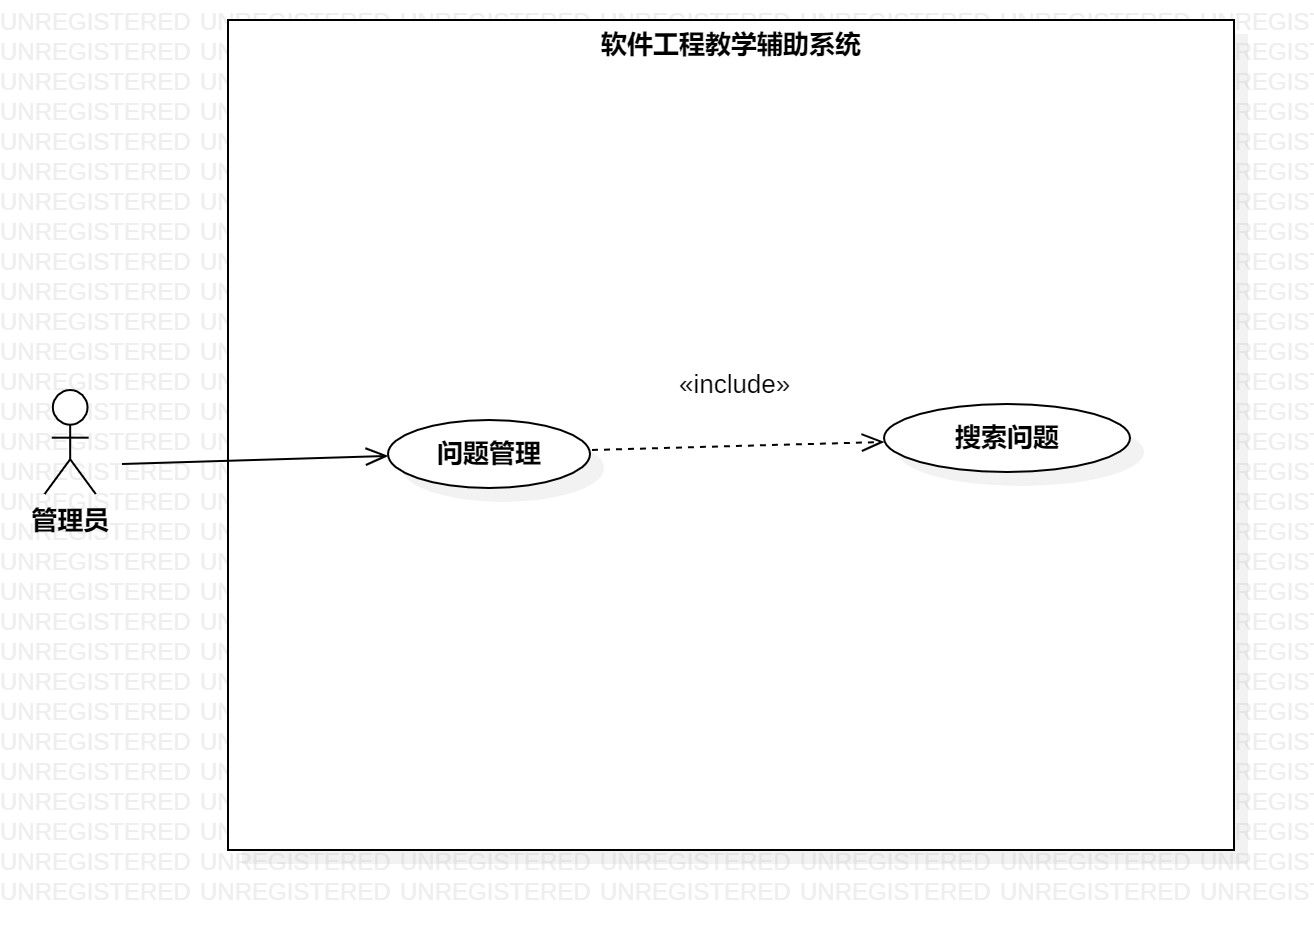 软件工程教学辅助系统
«include»
搜索问题
问题管理
管理员
UNREGISTERED